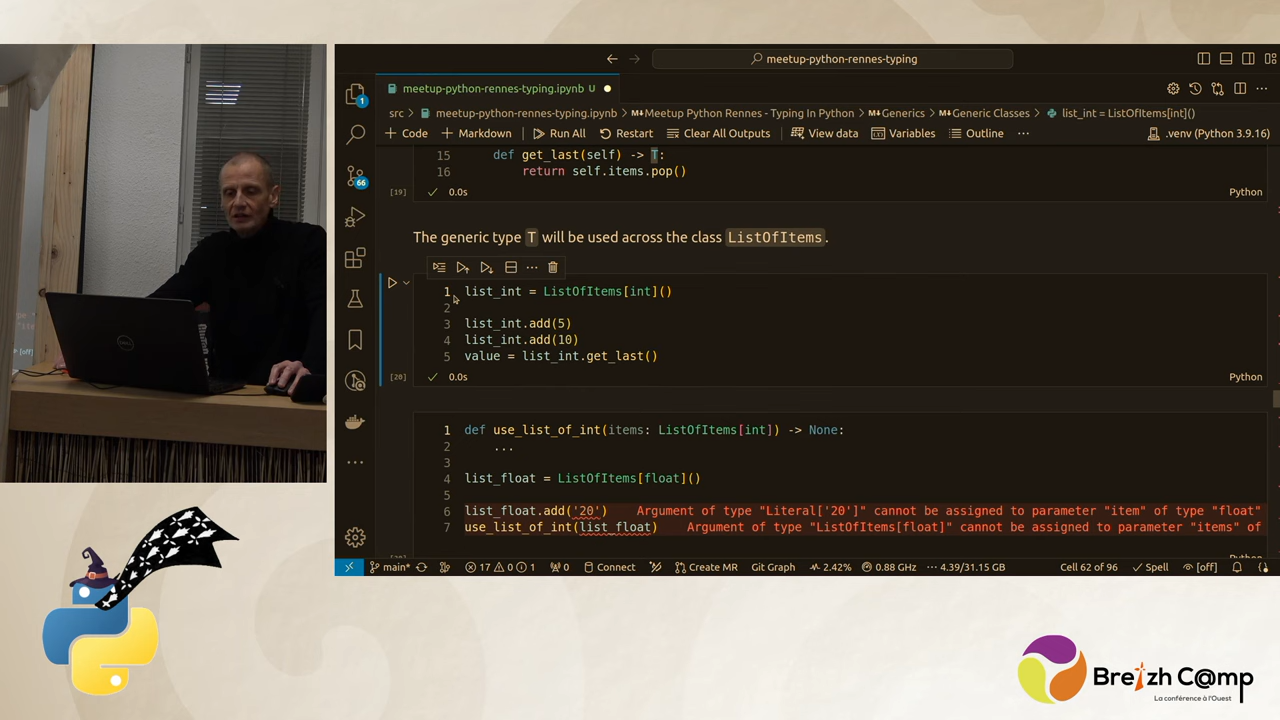 meetup-python-rennes-typing
meetup-python-rennes-typing.ipynb U
src > meetup-python-rennes-typing.ipynb > M↓Meetup Python Rennes - Typing In Python > M↓Generics > M↓Generic Classes > list_int = ListOfItems[int]()
+ Code + Markdown Run All Restart Clear All Outputs View data Variables Outline ··· .venv (Python 3.9.16)
15 def get_last(self) -> T:
16 return self.items.pop()
[19] ✓ 0.0s Python
The generic type T will be used across the class ListOfItems.
1 list_int = ListOfItems[int]()
2
3 list_int.add(5)
4 list_int.add(10)
5 value = list_int.get_last()
[20] ✓ 0.0s Python
1 def use_list_of_int(items: ListOfItems[int]) -> None:
2 ...
3
4 list_float = ListOfItems[float]()
5
6 list_float.add('20') Argument of type "Literal['20']" cannot be assigned to parameter "item" of type "float"
7 use_list_of_int(list_float) Argument of type "ListOfItems[float]" cannot be assigned to parameter "items" of
1
66
main* 17 0 1 0 Connect Create MR Git Graph 2.42% 0.88 GHz 4.39/31.15 GB Cell 62 of 96 Spell [off]
DELL
Breizh C@mp
La conférence à l'Ouest